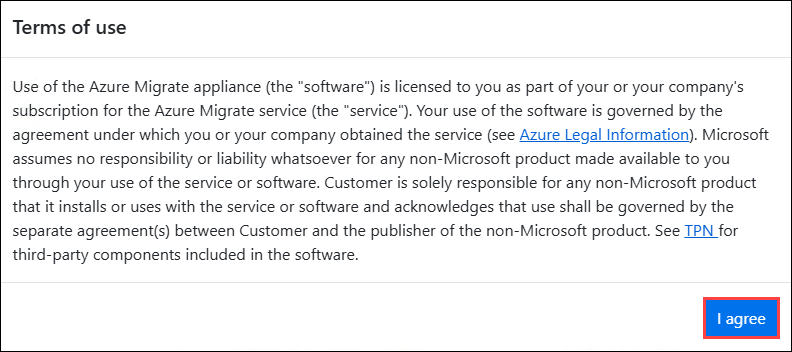 Terms of use
Use of the Azure Migrate appliance (the "software") is licensed to you as part of your or your company's
subscription for the Azure Migrate service (the "service"). Your use of the software is governed by the
agreement under which you or your company obtained the service (see Azure Legal Information). Microsoft
assumes no responsibility or liability whatsoever for any non-Microsoft product made available to you
through your use of the service or software. Customer is solely responsible for any non-Microsoft product
that it installs or uses with the service or software and acknowledges that use shall be governed by the
separate agreement(s) between Customer and the publisher of the non-Microsoft product. See TPN for
third-party components included in the software.
I agree